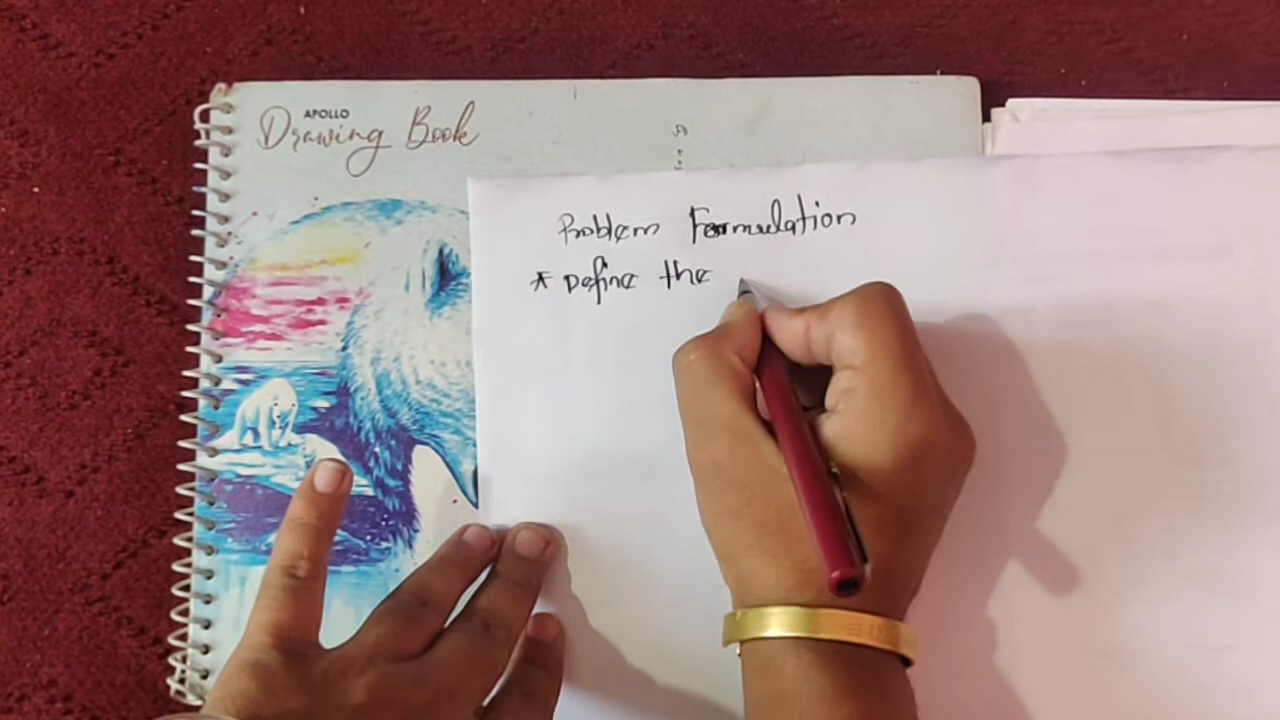 APOLLO
Drawing Book
Problem Formulation
* Define the